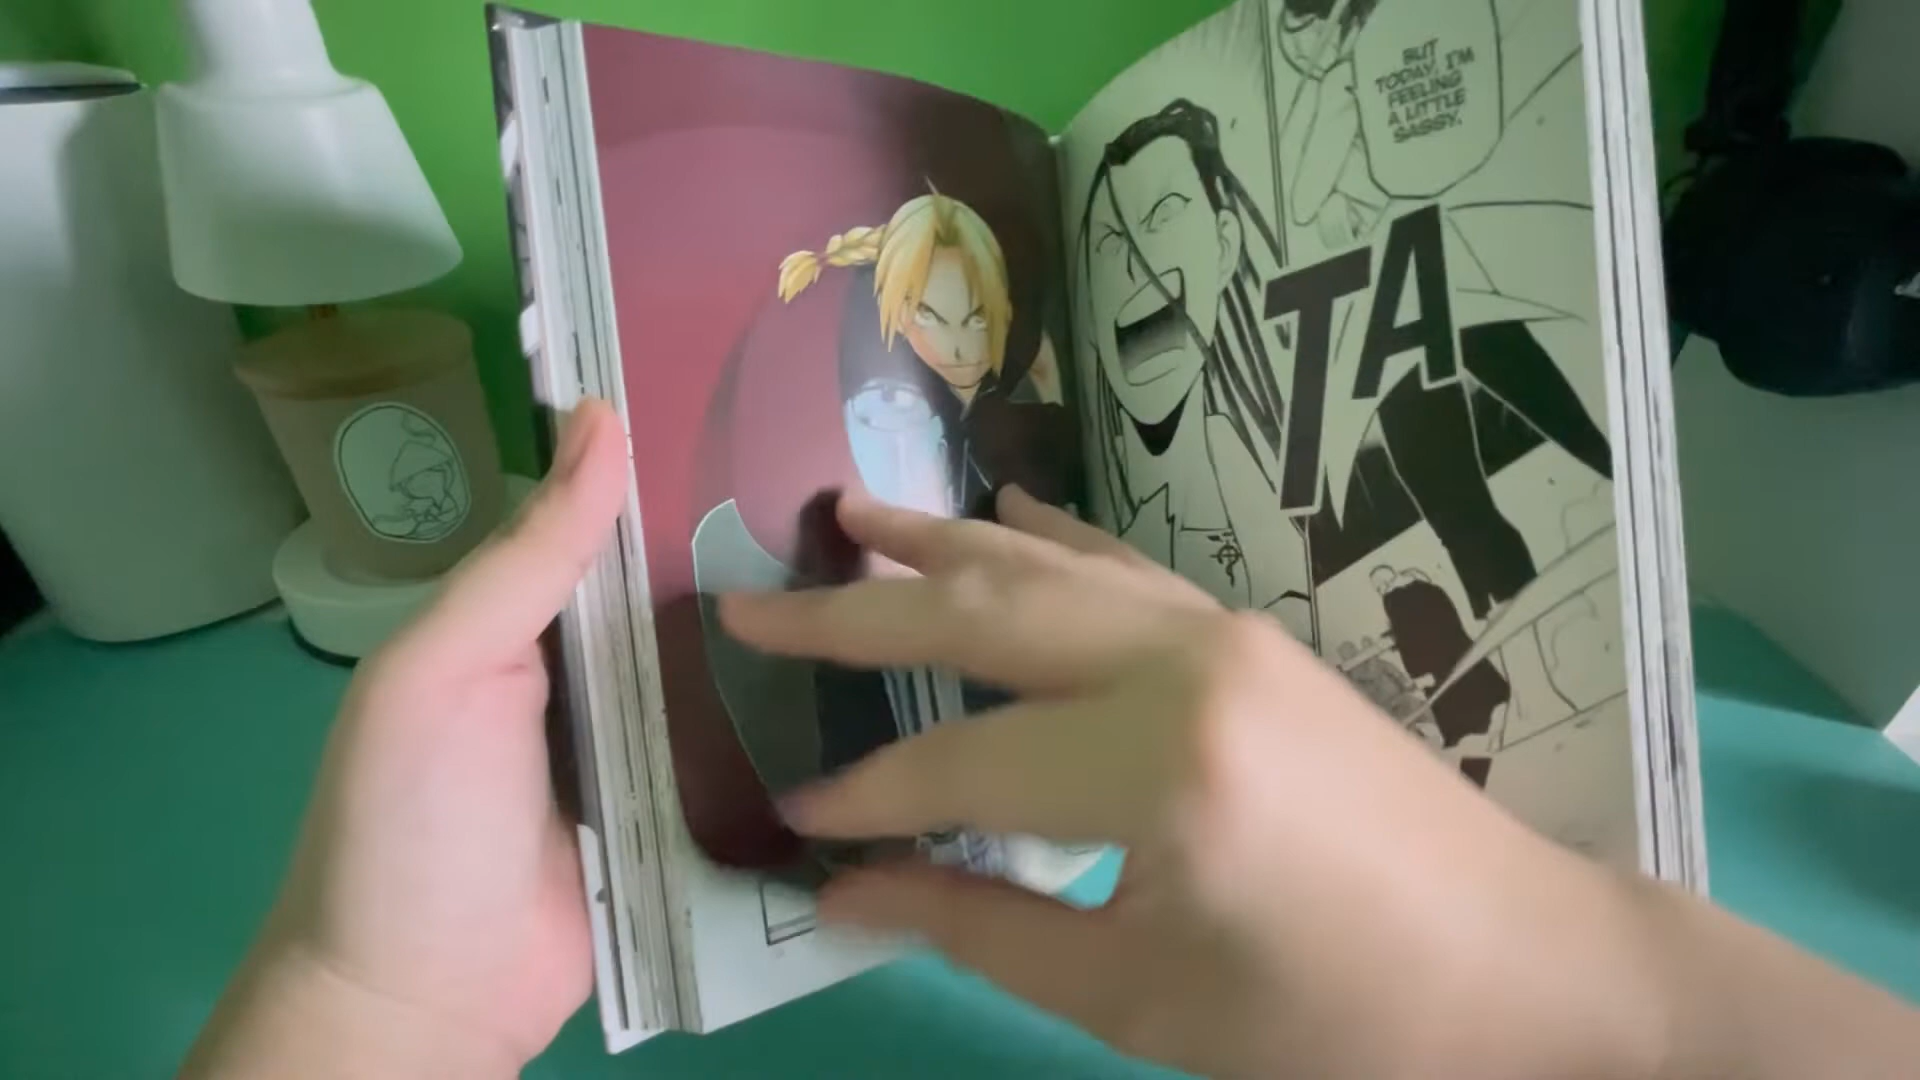 BUT
TODAY, I'M
FEELING
A LITTLE
SASSY.
TA